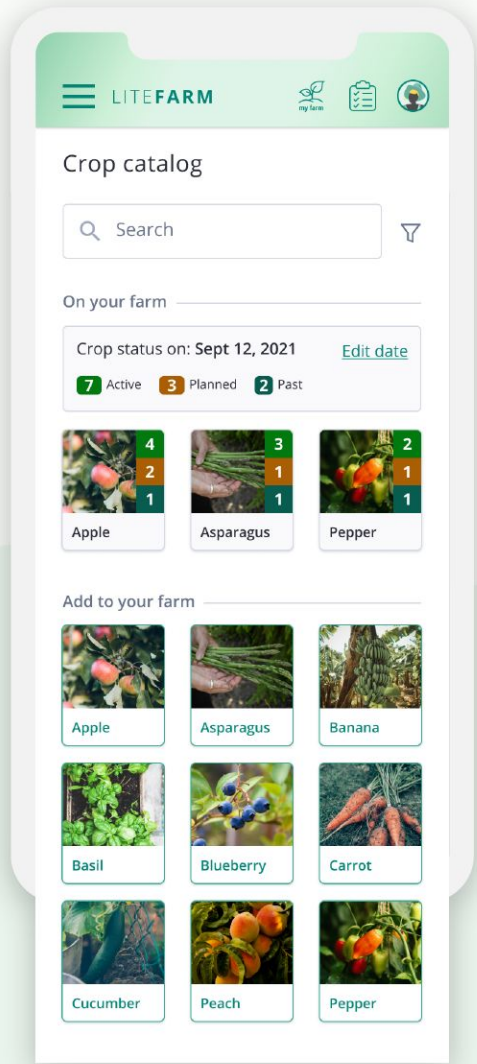 LITEFARM
my farm
Crop catalog
Search
On your farm
Crop status on: Sept 12, 2021 Edit date
7 Active 3 Planned 2 Past
4 3 2
2 1 1
1 1 1
Apple Asparagus Pepper
Add to your farm
Apple Asparagus Banana
Basil Blueberry Carrot
Cucumber Peach Pepper